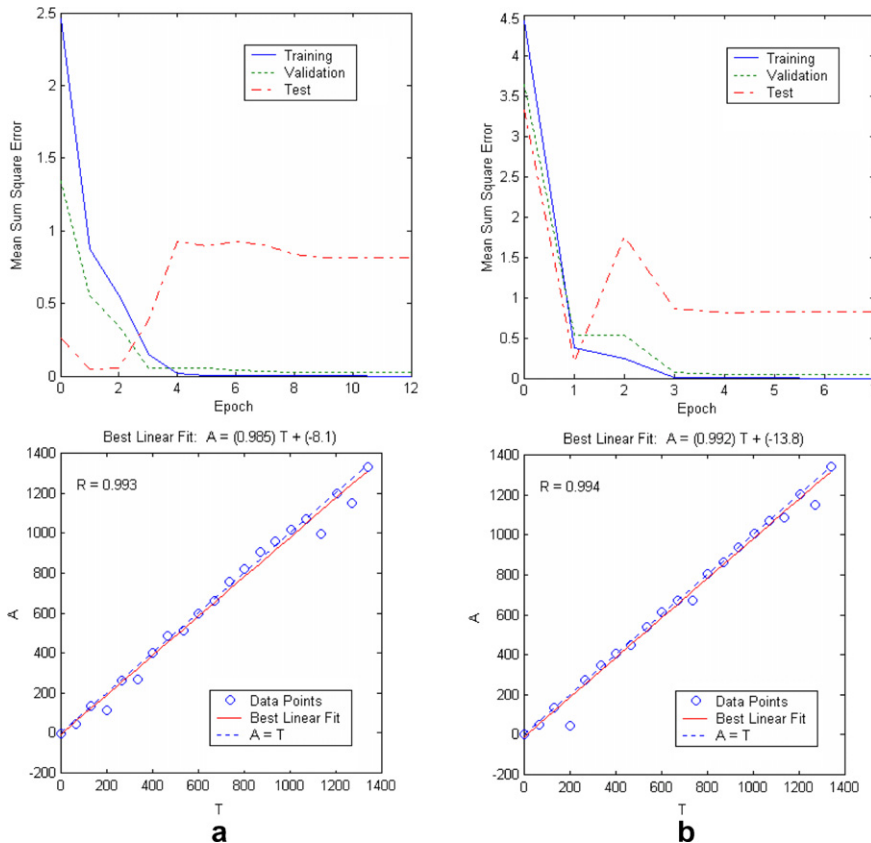 2.5
2
1.5
1
0.5
0
Mean Sum Square Error
Training
Validation
Test
0 2 4 6 8 10 12
Epoch
4.5
4
3.5
3
2.5
2
1.5
1
0.5
0
Mean Sum Square Error
Training
Validation
Test
0 1 2 3 4 5 6
Epoch
Best Linear Fit: A = (0.985) T + (-8.1)
1400
1200
1000
800
600
400
200
0
-200
A
R = 0.993
Data Points
Best Linear Fit
A = T
0 200 400 600 800 1000 1200 1400
T
a
Best Linear Fit: A = (0.992) T + (-13.8)
1400
1200
1000
800
600
400
200
0
-200
A
R = 0.994
Data Points
Best Linear Fit
A = T
0 200 400 600 800 1000 1200 1400
T
b